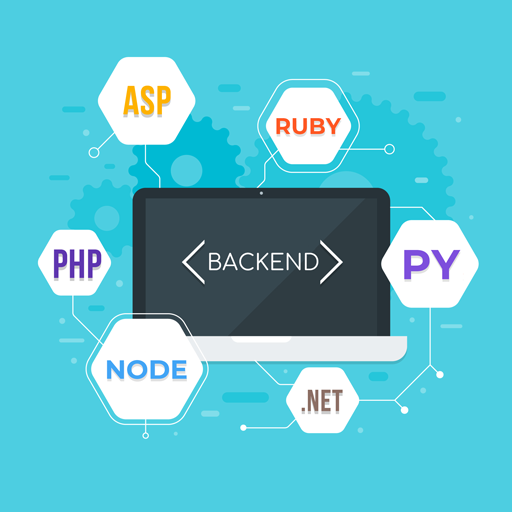 ASP
RUBY
PHP
<BACKEND>
PY
NODE
.NET